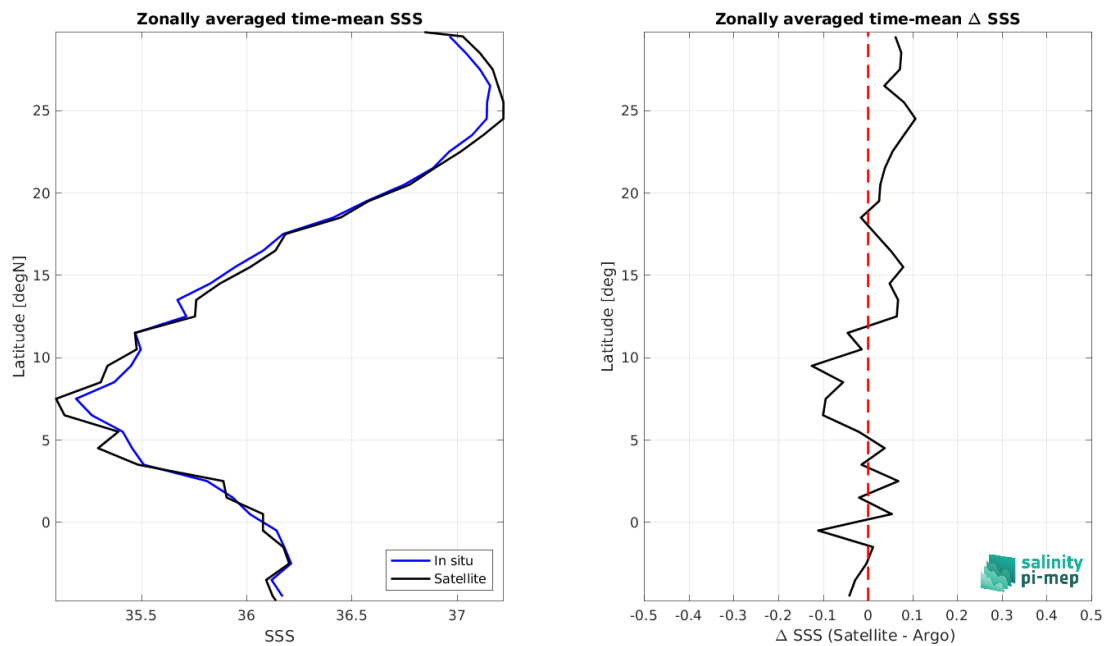 Zonally averaged time-mean SSS
25
20
15
10
5
0
Latitude [degN]
35.5 36 36.5 37
SSS
In situ
Satellite
Zonally averaged time-mean Δ SSS
25
20
15
10
5
0
Latitude [deg]
-0.5 -0.4 -0.3 -0.2 -0.1 0 0.1 0.2 0.3 0.4 0.5
Δ SSS (Satellite - Argo)
salinity
pi-mep